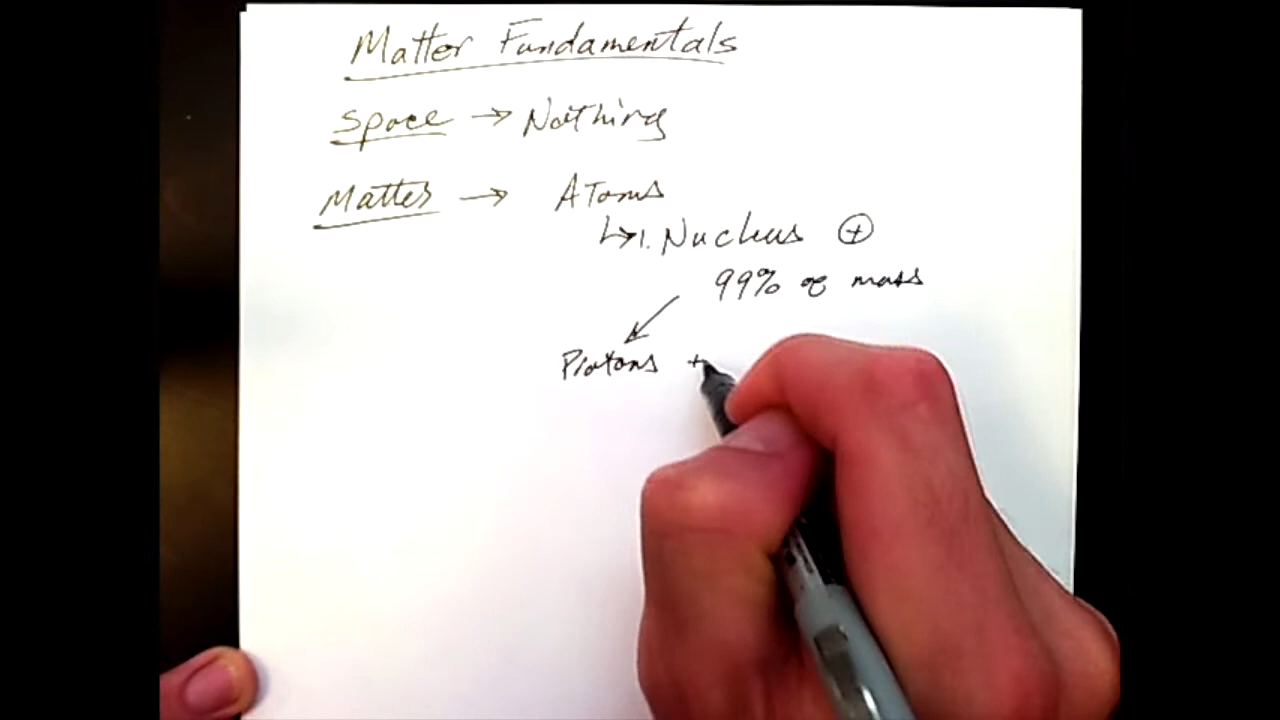 Matter Fundamentals
Space → Nothing
Matter → Atoms
↳ 1. Nucleus ⊕
99% of mass
Protons +